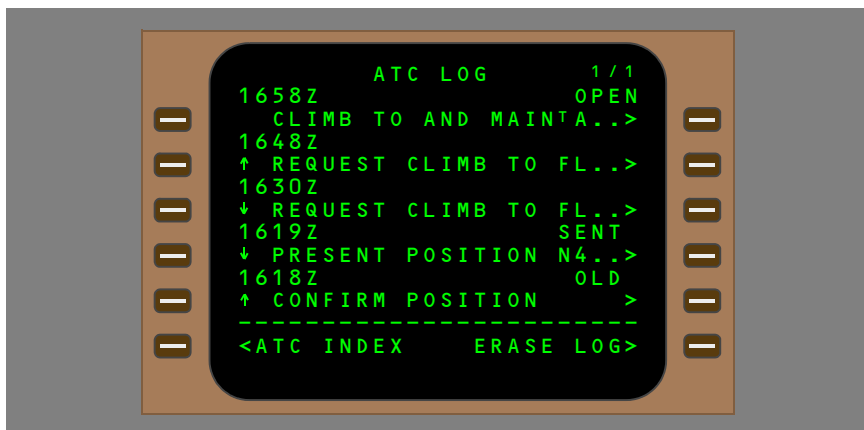 ATC LOG 1/1
1658Z OPEN
CLIMB TO AND MAINTA..>
1648Z
↑ REQUEST CLIMB TO FL..>
1630Z
↓ REQUEST CLIMB TO FL..>
1619Z SENT
↓ PRESENT POSITION N4..>
1618Z OLD
↑ CONFIRM POSITION >
------------------------
<ATC INDEX ERASE LOG>